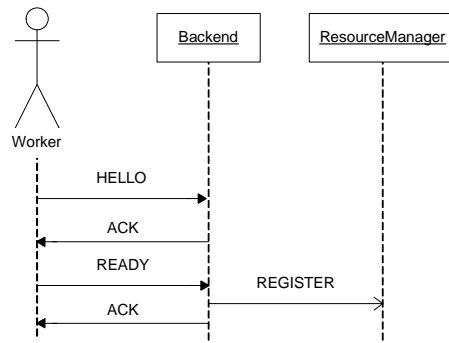 Backend
ResourceManager
Worker
HELLO
ACK
READY
REGISTER
ACK